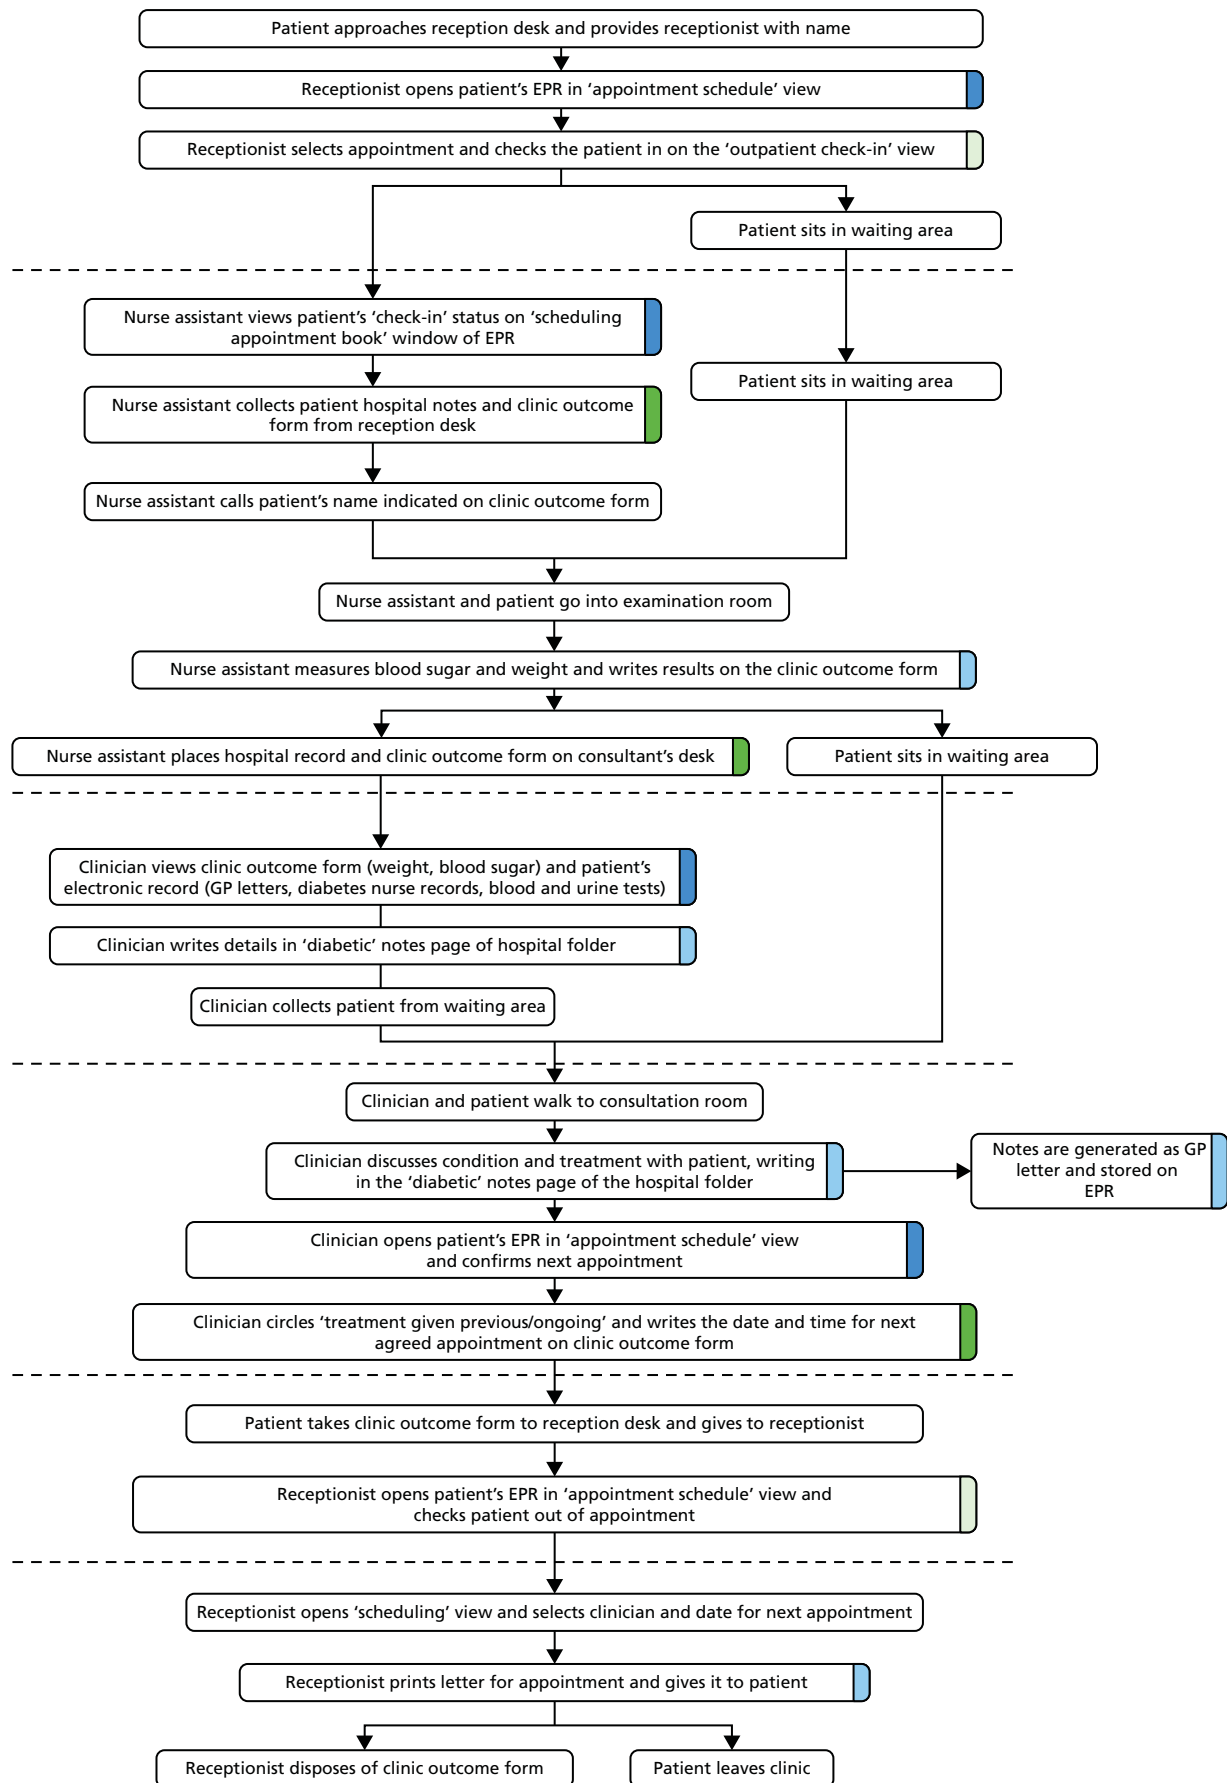 Patient approaches reception desk and provides receptionist with name
Receptionist opens patient’s EPR in ‘appointment schedule’ view
Receptionist selects appointment and checks the patient in on the ‘outpatient check-in’ view
Patient sits in waiting area
Nurse assistant views patient’s ‘check-in’ status on ‘scheduling
appointment book’ window of EPR
Patient sits in waiting area
Nurse assistant collects patient hospital notes and clinic outcome
form from reception desk
Nurse assistant calls patient’s name indicated on clinic outcome form
Nurse assistant and patient go into examination room
Nurse assistant measures blood sugar and weight and writes results on the clinic outcome form
Nurse assistant places hospital record and clinic outcome form on consultant’s desk
Patient sits in waiting area
Clinician views clinic outcome form (weight, blood sugar) and patient’s
electronic record (GP letters, diabetes nurse records, blood and urine tests)
Clinician writes details in ‘diabetic’ notes page of hospital folder
Clinician collects patient from waiting area
Clinician and patient walk to consultation room
Clinician discusses condition and treatment with patient, writing
in the ‘diabetic’ notes page of the hospital folder
Notes are generated as GP
letter and stored on
EPR
Clinician opens patient’s EPR in ‘appointment schedule’ view
and confirms next appointment
Clinician circles ‘treatment given previous/ongoing’ and writes the date and time for next
agreed appointment on clinic outcome form
Patient takes clinic outcome form to reception desk and gives to receptionist
Receptionist opens patient’s EPR in ‘appointment schedule’ view and
checks patient out of appointment
Receptionist opens ‘scheduling’ view and selects clinician and date for next appointment
Receptionist prints letter for appointment and gives it to patient
Receptionist disposes of clinic outcome form
Patient leaves clinic